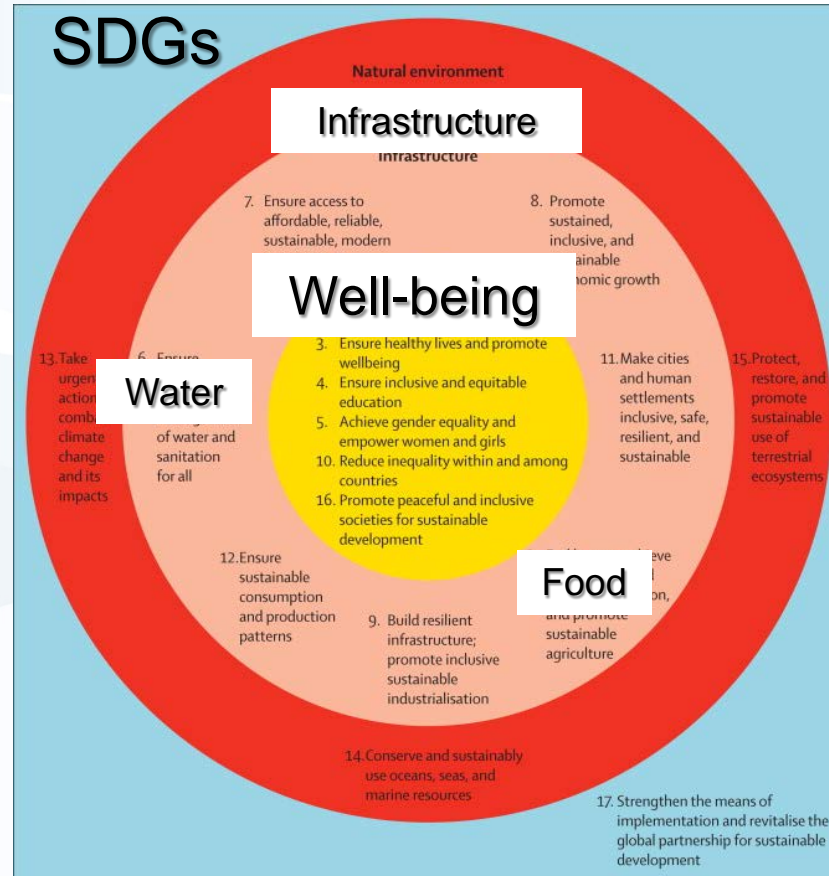 SDGs
Natural environment
Infrastructure
Infrastructure
7. Ensure access to
affordable, reliable,
sustainable, modern
8. Promote
sustained,
inclusive, and
economic growth
Well-being
3. Ensure healthy lives and promote
wellbeing
4. Ensure inclusive and equitable
education
5. Achieve gender equality and
empower women and girls
10. Reduce inequality within and among
countries
16. Promote peaceful and inclusive
societies for sustainable
development
13. Take
urgent
action
combat
climate
change
and its
impacts
6. Ensure
Water
of water and
sanitation
for all
11. Make cities
and human
settlements
inclusive, safe,
resilient, and
sustainable
15. Protect,
restore, and
promote
sustainable
use of
terrestrial
ecosystems
12. Ensure
sustainable
consumption
and production
patterns
9. Build resilient
infrastructure;
promote inclusive
sustainable
industrialisation
Food
and promote
sustainable
agriculture
14. Conserve and sustainably
use oceans, seas, and
marine resources
17. Strengthen the means of
implementation and revitalise the
global partnership for sustainable
development